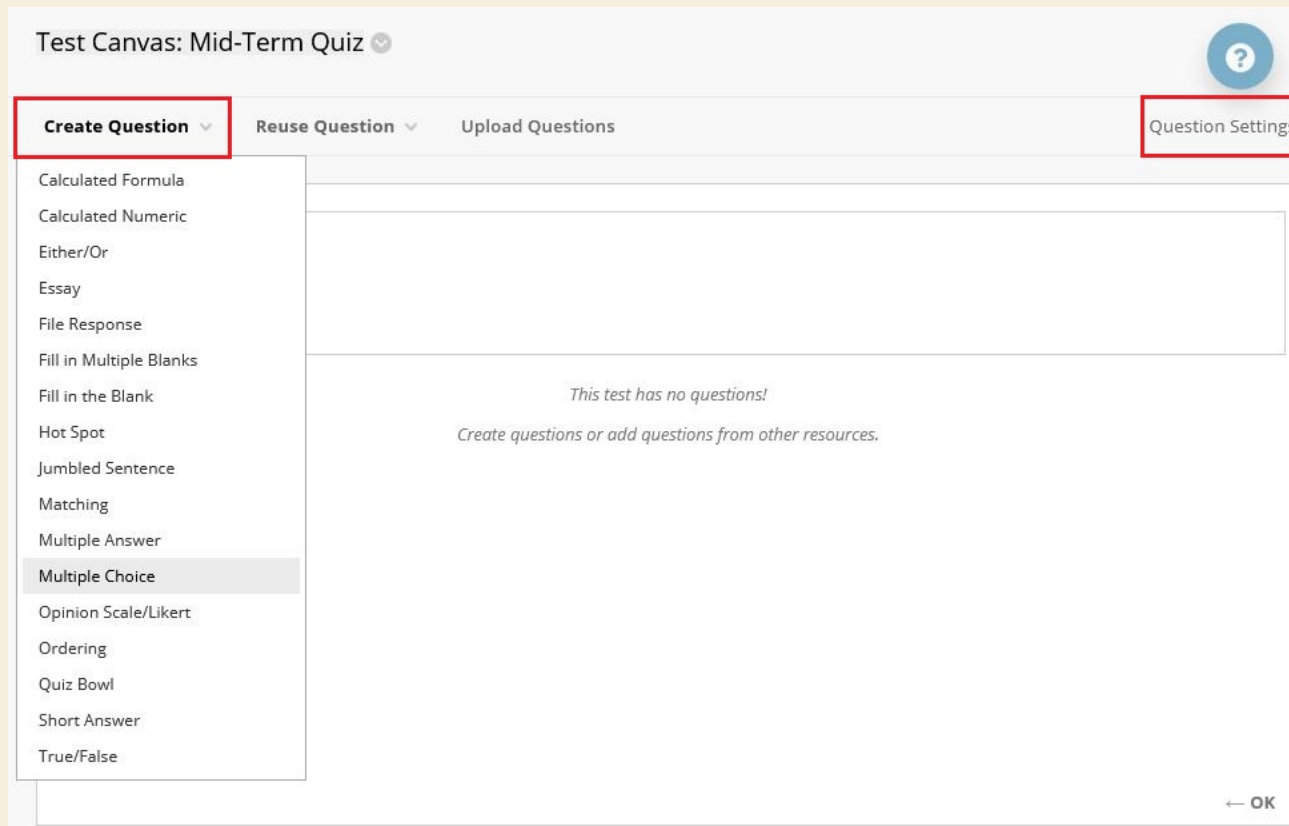 Test Canvas: Mid-Term Quiz
?
Create Question Reuse Question Upload Questions Question Settings
Calculated Formula
Calculated Numeric
Either/Or
Essay
File Response
Fill in Multiple Blanks
Fill in the Blank
Hot Spot
Jumbled Sentence
Matching
Multiple Answer
Multiple Choice
Opinion Scale/Likert
Ordering
Quiz Bowl
Short Answer
True/False
This test has no questions!
Create questions or add questions from other resources.
← OK